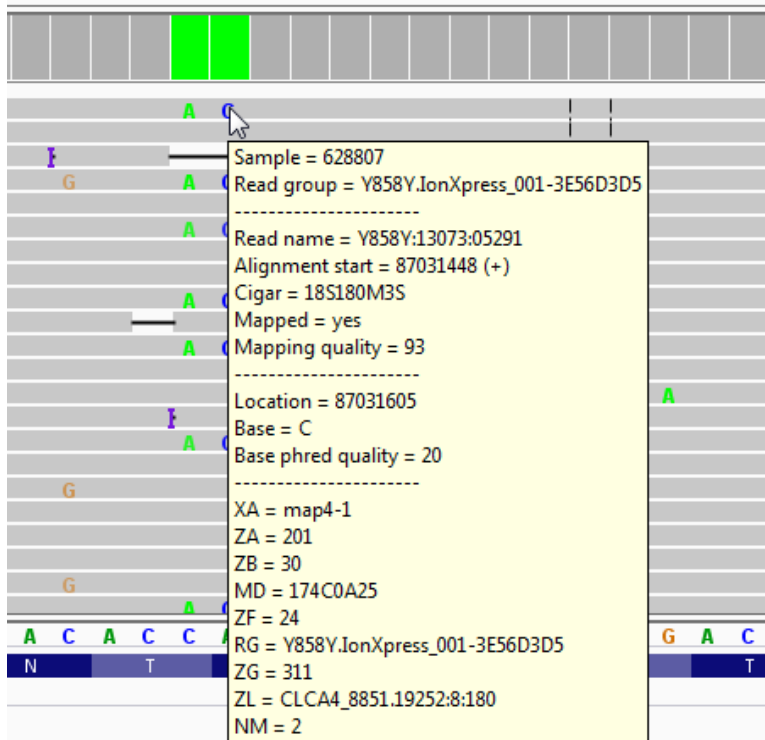 A C
G A
A
A
A
A
A
G
G
A
Sample = 628807
Read group = Y858Y.IonXpress_001-3E56D3D5
----------------------
Read name = Y858Y:13073:05291
Alignment start = 87031448 (+)
Cigar = 18S180M3S
Mapped = yes
Mapping quality = 93
----------------------
Location = 87031605
Base = C
Base phred quality = 20
----------------------
XA = map4-1
ZA = 201
ZB = 30
MD = 174C0A25
ZF = 24
RG = Y858Y.IonXpress_001-3E56D3D5
ZG = 311
ZL = CLCA4_8851.19252:8:180
NM = 2
A C A C C G A C
N T T